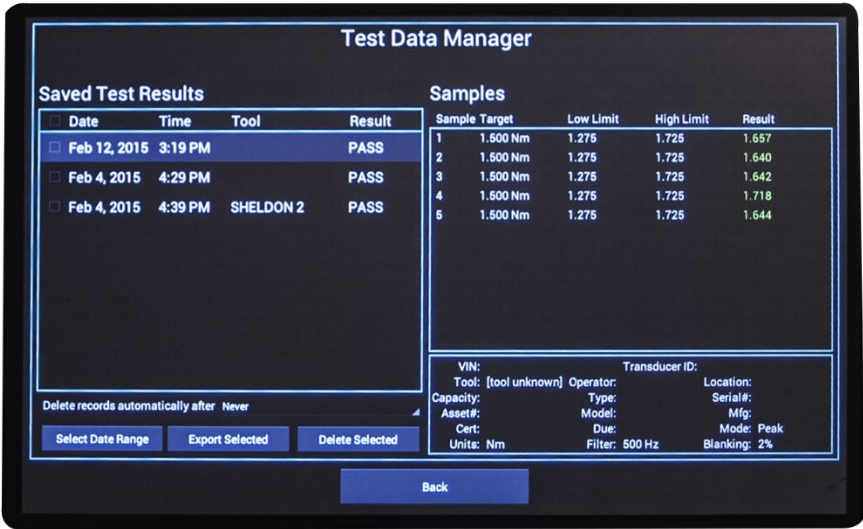 Test Data Manager
Saved Test Results
Date Time Tool Result
Feb 12, 2015 3:19 PM PASS
Feb 4, 2015 4:29 PM PASS
Feb 4, 2015 4:39 PM SHELDON 2 PASS
Delete records automatically after Never
Select Date Range Export Selected Delete Selected
Samples
Sample Target Low Limit High Limit Result
1 1.500 Nm 1.275 1.725 1.657
2 1.500 Nm 1.275 1.725 1.640
3 1.500 Nm 1.275 1.725 1.642
4 1.500 Nm 1.275 1.725 1.718
5 1.500 Nm 1.275 1.725 1.644
VIN: Transducer ID:
Tool: [tool unknown] Operator: Location:
Capacity: Type: Serial#:
Asset#: Model: Mfg:
Cert: Due: Mode: Peak
Units: Nm Filter: 500 Hz Blanking: 2%
Back